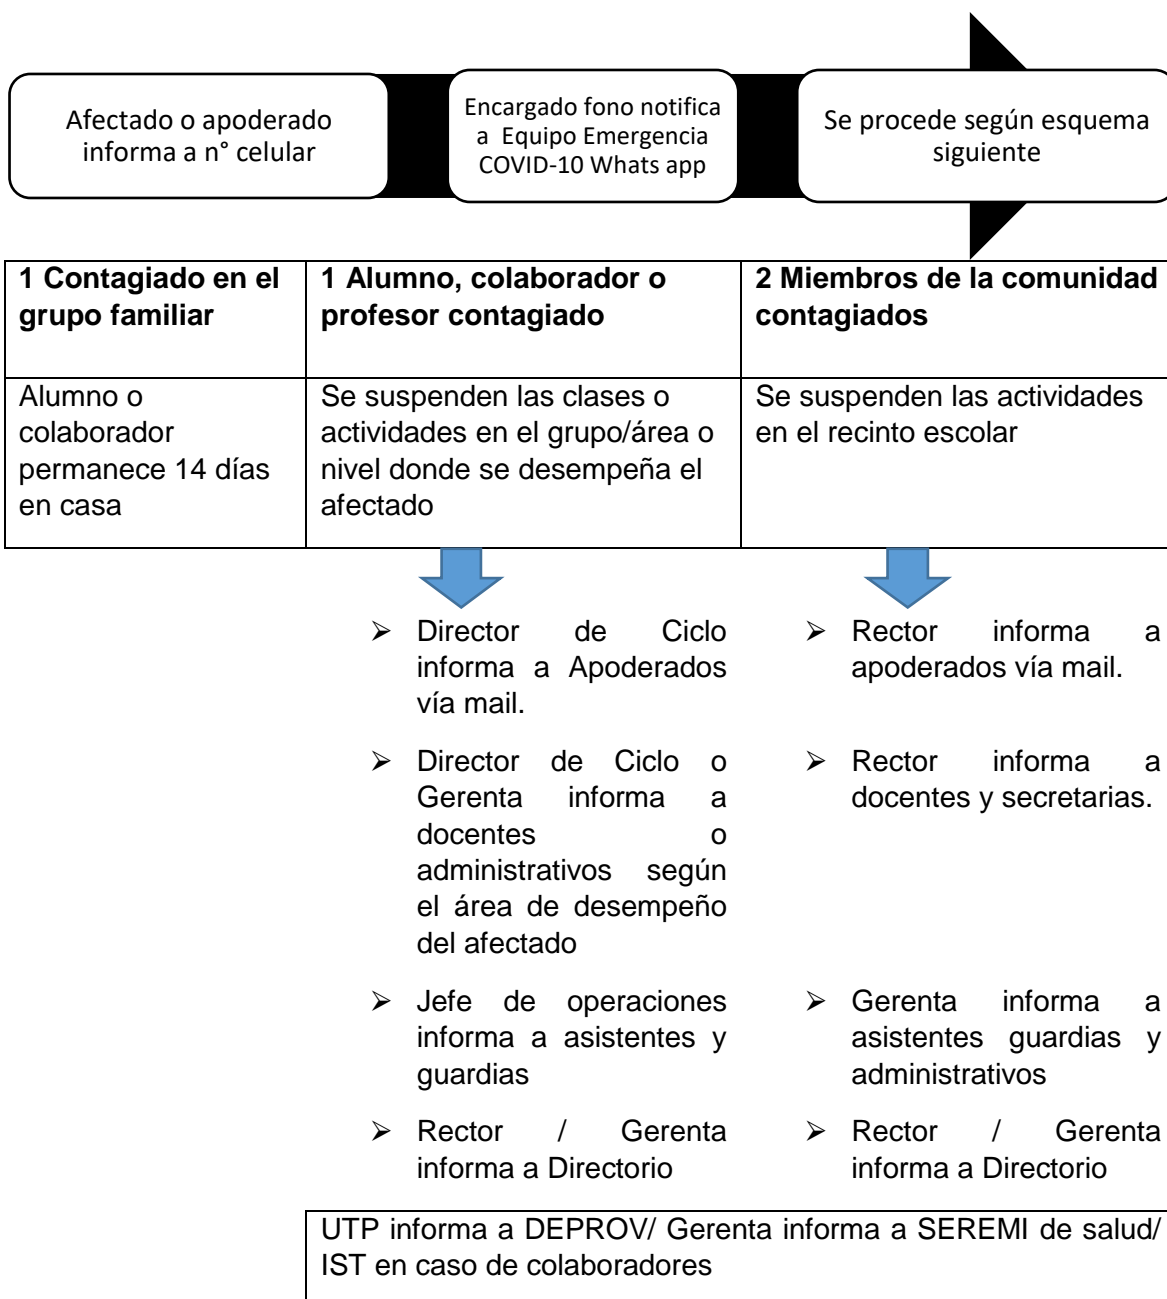 Afectado o apoderado
informa a n° celular
Encargado fono notifica
a Equipo Emergencia
COVID-10 Whats app
Se procede según esquema
siguiente
1 Contagiado en el
grupo familiar
1 Alumno, colaborador o
profesor contagiado
2 Miembros de la comunidad
contagiados
Alumno o
colaborador
permanece 14 días
en casa
Se suspenden las clases o
actividades en el grupo/área o
nivel donde se desempeña el
afectado
Se suspenden las actividades
en el recinto escolar
➢ Director de Ciclo
informa a Apoderados
vía mail.
➢ Director de Ciclo o
Gerenta informa a
docentes o
administrativos según
el área de desempeño
del afectado
➢ Jefe de operaciones
informa a asistentes y
guardias
➢ Rector / Gerenta
informa a Directorio
➢ Rector informa a
apoderados vía mail.
➢ Rector informa a
docentes y secretarias.
➢ Gerenta informa a
asistentes guardias y
administrativos
➢ Rector / Gerenta
informa a Directorio
UTP informa a DEPROV/ Gerenta informa a SEREMI de salud/
IST en caso de colaboradores